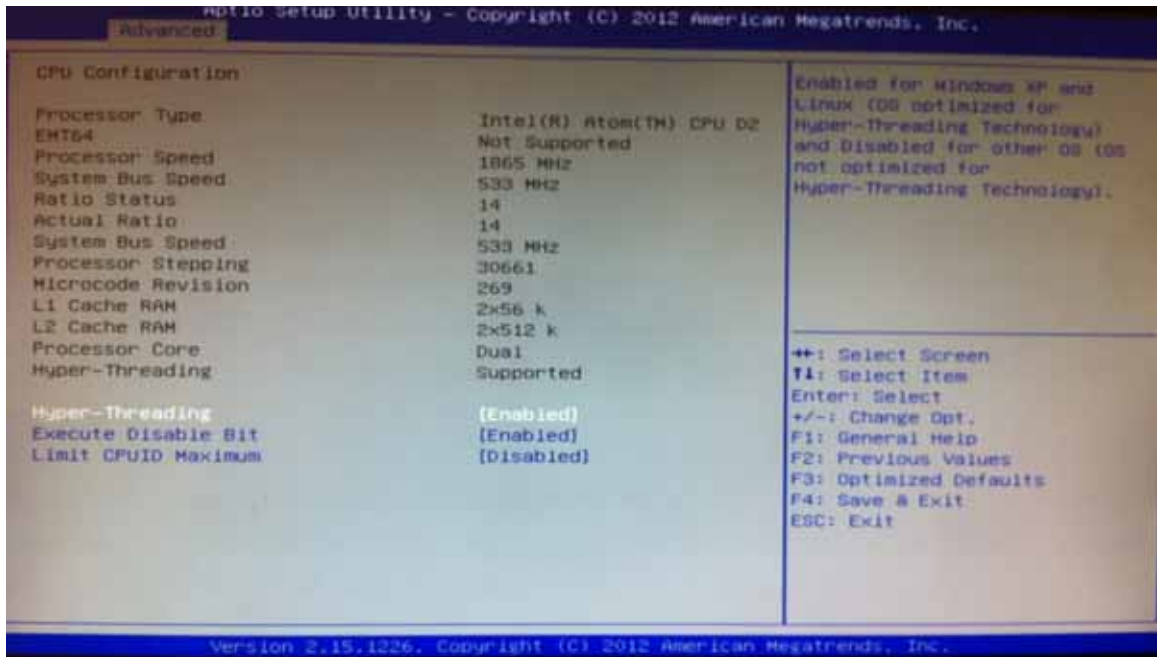 Aptio Setup Utility – Copyright (C) 2012 American Megatrends, Inc.
Advanced
CPU Configuration
Processor Type Intel(R) Atom(TM) CPU D2
EMT64 Not Supported
Processor Speed 1865 MHz
System Bus Speed 533 MHz
Ratio Status 14
Actual Ratio 14
System Bus Speed 533 MHz
Processor Stepping 30661
Microcode Revision 269
L1 Cache RAM 2x56 k
L2 Cache RAM 2x512 k
Processor Core Dual
Hyper-Threading Supported
Hyper-Threading [Enabled]
Execute Disable Bit [Enabled]
Limit CPUID Maximum [Disabled]
Enabled for Windows XP and
Linux (OS optimized for
Hyper-Threading Technology)
and Disabled for other OS (OS
not optimized for
Hyper-Threading Technology).
→←: Select Screen
↑↓: Select Item
Enter: Select
+/-: Change Opt.
F1: General Help
F2: Previous Values
F3: Optimized Defaults
F4: Save & Exit
ESC: Exit
Version 2.15.1226. Copyright (C) 2012 American Megatrends, Inc.